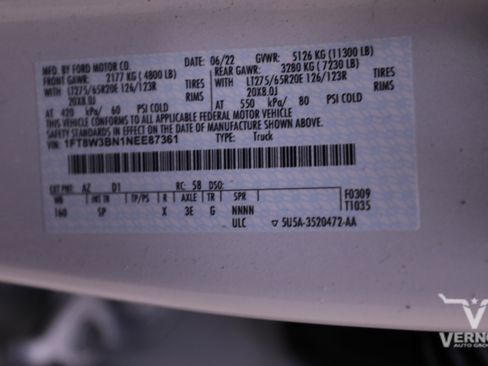 MFD. BY FORD MOTOR CO. DATE: 06/22 GVWR: 5126 KG (11300 LB)
FRONT GAWR: 2177 KG (4800 LB) REAR GAWR: 3280 KG (7230 LB)
WITH LT275/65R20E 126/123R TIRES WITH LT275/65R20E 126/123R TIRES
20X8.0J RIMS 20X8.0J RIMS
AT 420 kPa/ 60 PSI COLD AT 550 kPa/ 80 PSI COLD
THIS VEHICLE CONFORMS TO ALL APPLICABLE FEDERAL MOTOR VEHICLE
SAFETY STANDARDS IN EFFECT ON THE DATE OF MANUFACTURE SHOWN ABOVE.
VIN: 1FT8W3BN1NEE87361 TYPE: Truck
EXT PNT: AZ D1 RC: 58 DSO: F0309
WB INT TR TP/PS R AXLE TR SPR T1035
160 SP X 3E G NNNN
ULC ▽ 5U5A-3520472-AA
AUTO GROUP